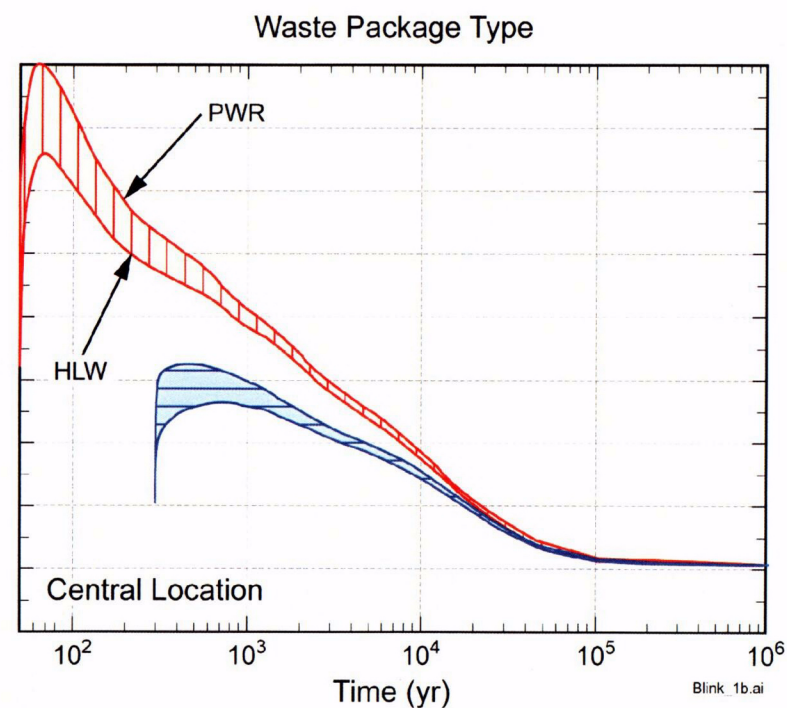 Waste Package Type
PWR
HLW
Central Location
10² 10³ 10⁴ 10⁵ 10⁶
Time (yr)
Blink_1b.ai